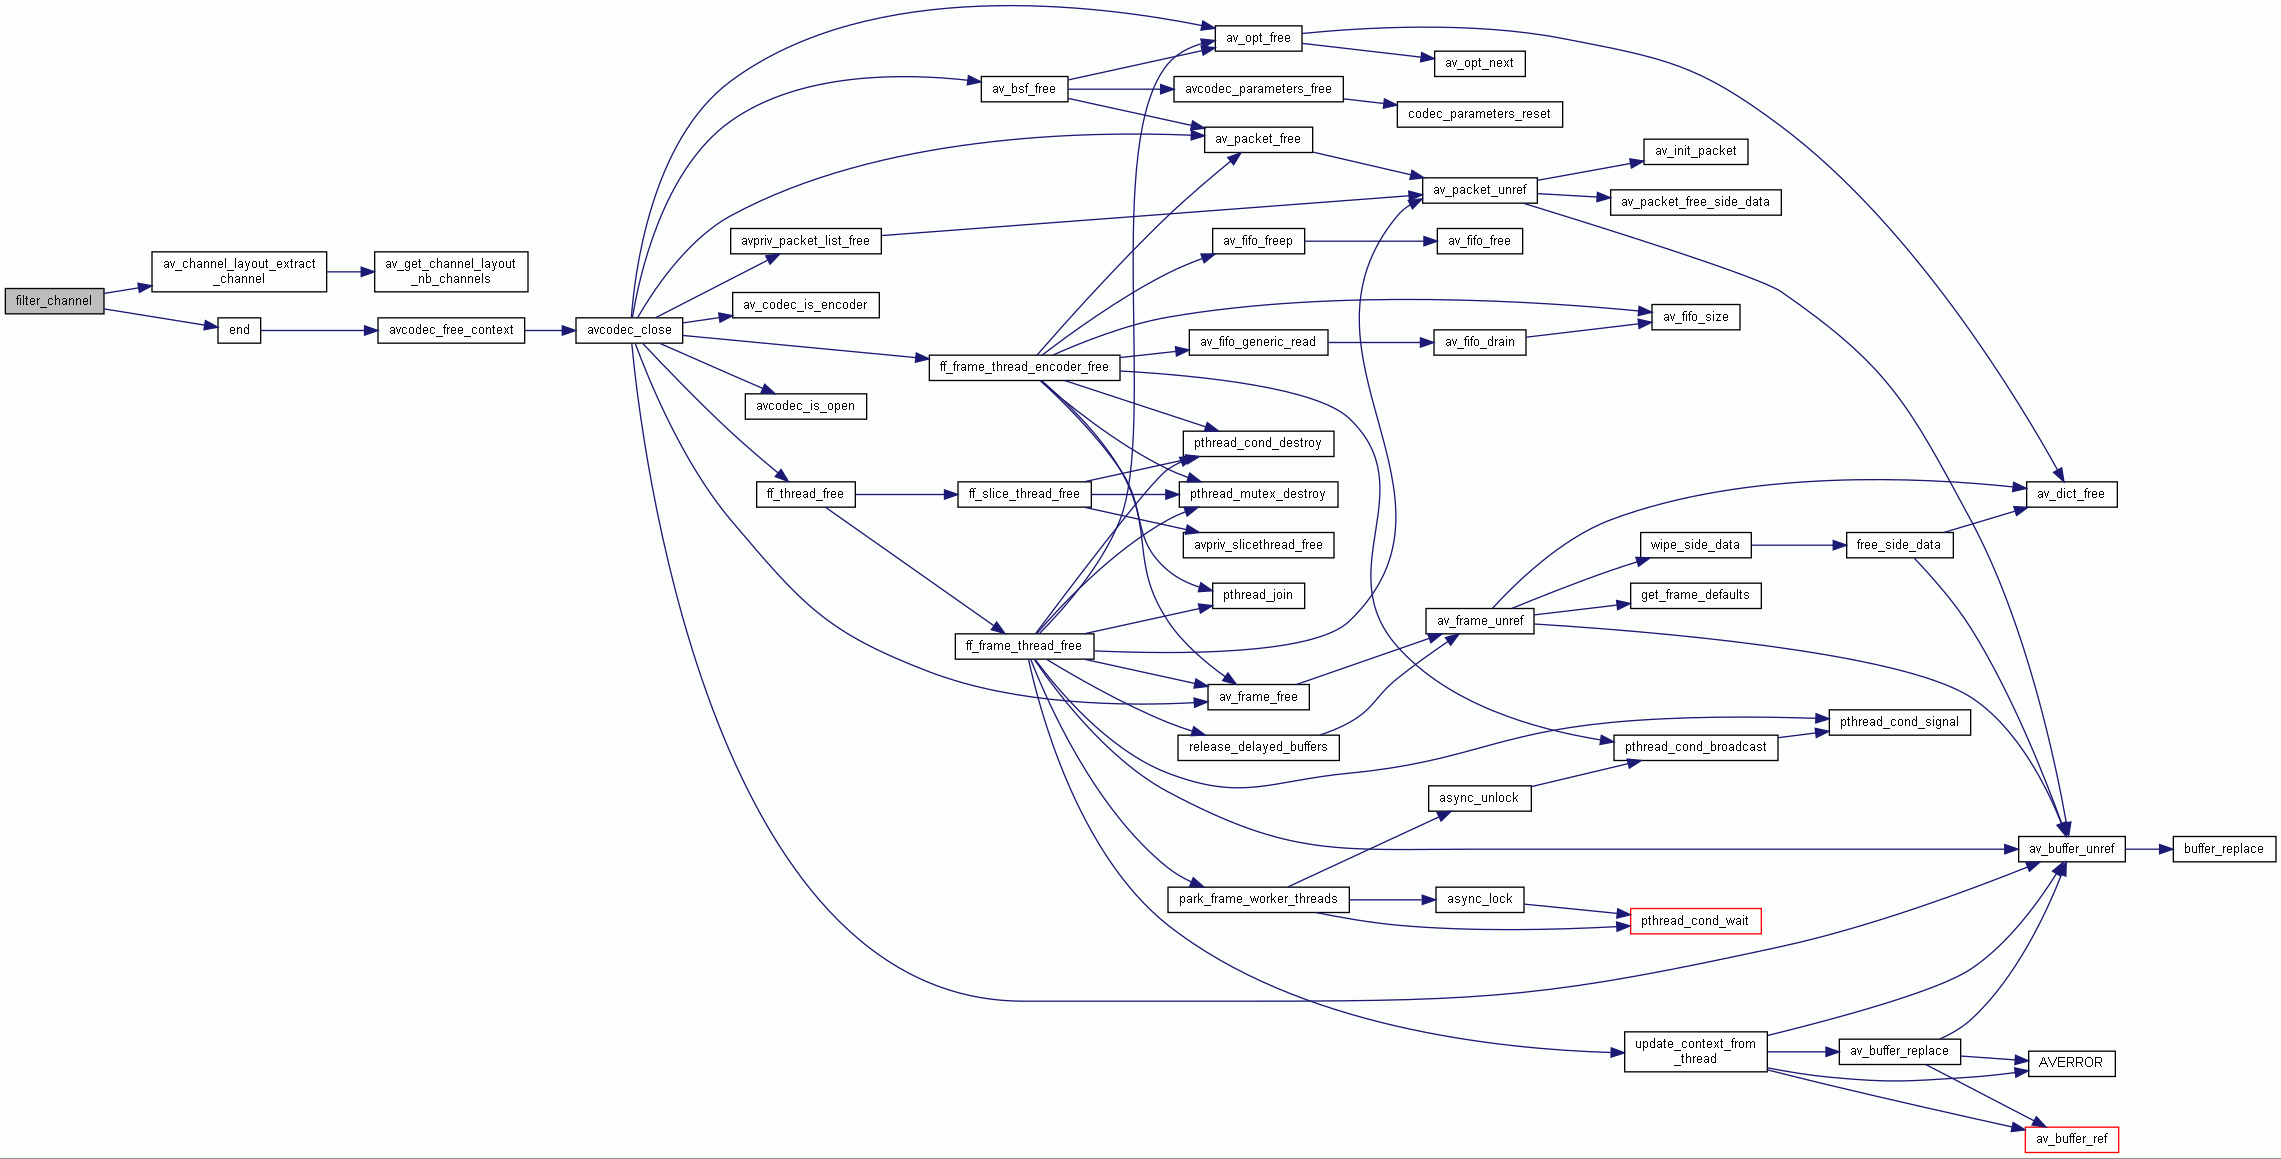 filter_channel
av_channel_layout_extract
_channel
end
av_get_channel_layout
_nb_channels
avcodec_free_context
avcodec_close
avpriv_packet_list_free
av_codec_is_encoder
avcodec_is_open
ff_thread_free
av_bsf_free
ff_frame_thread_encoder_free
ff_slice_thread_free
ff_frame_thread_free
av_opt_free
avcodec_parameters_free
av_packet_free
av_fifo_freep
av_fifo_generic_read
pthread_cond_destroy
pthread_mutex_destroy
avpriv_slicethread_free
pthread_join
av_frame_free
release_delayed_buffers
park_frame_worker_threads
av_opt_next
codec_parameters_reset
av_packet_unref
av_fifo_free
av_fifo_drain
av_frame_unref
async_unlock
async_lock
av_init_packet
av_packet_free_side_data
av_fifo_size
wipe_side_data
get_frame_defaults
pthread_cond_broadcast
pthread_cond_wait
update_context_from
_thread
free_side_data
pthread_cond_signal
av_buffer_replace
av_dict_free
av_buffer_unref
AVERROR
av_buffer_ref
buffer_replace